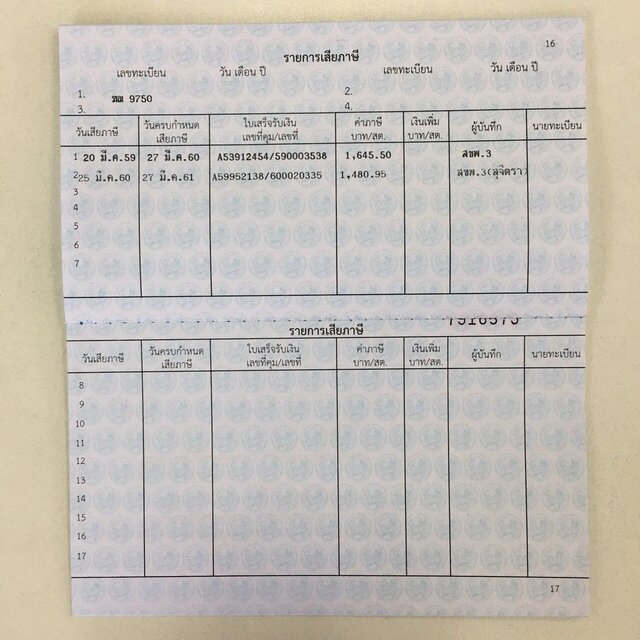 16
รายการเสียภาษี
เลขทะเบียน วัน เดือน ปี เลขทะเบียน วัน เดือน ปี
1. 9750 2.
3. 4.
วันเสียภาษี วันครบกำหนดเสียภาษี ใบเสร็จรับเงินเลขที่คุม/เลขที่ ค่าภาษีบาท/สต. เงินเพิ่มบาท/สต. ผู้บันทึก นายทะเบียน
1 20 มี.ค.59 27 มี.ค.60 A53912454/590003538 1,645.50 สขพ.3
2 25 มี.ค.60 27 มี.ค.61 A59952138/600020335 1,480.95 สขพ.3(สุจิตรา)
3
4
5
6
7
7916575
รายการเสียภาษี
วันเสียภาษี วันครบกำหนดเสียภาษี ใบเสร็จรับเงินเลขที่คุม/เลขที่ ค่าภาษีบาท/สต. เงินเพิ่มบาท/สต. ผู้บันทึก นายทะเบียน
8
9
10
11
12
13
14
15
16
17
17